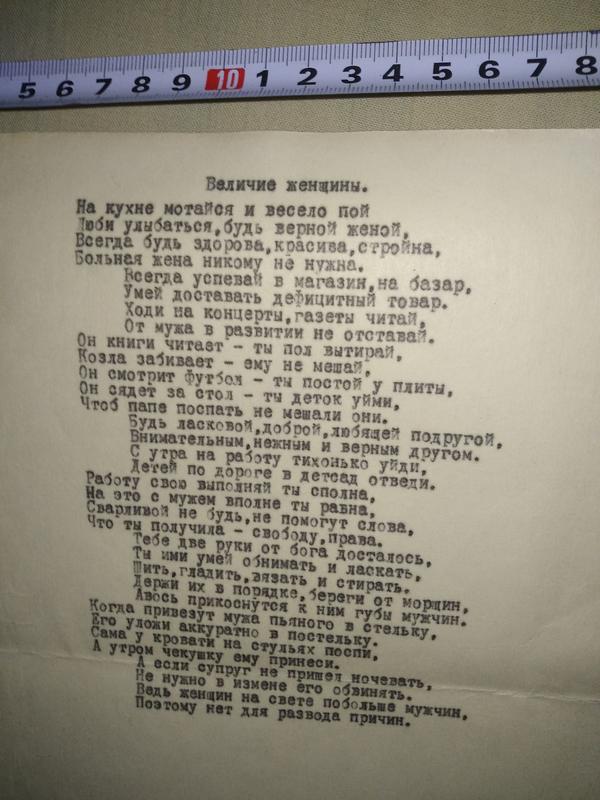 5 6 7 8 9 10 1 2 3 4 5 6 7 8
Величие женщины.
На кухне мотайся и весело пой
Люби улыбаться,будь верной женой,
Всегда будь здорова,красива,стройна,
Больная жена никому не нужна.
Всегда успевай в магазин,на базар,
Умей доставать дефицитный товар.
Ходи на концерты,газеты читай,
От мужа в развитии не отставай.
Он книги читает - ты пол вытирай,
Козла забивает - ему не мешай,
Он смотрит футбол - ты постой у плиты,
Он сядет за стол - ты деток уйми,
Чтоб папе поспать не мешали они.
Будь ласковой,доброй,любящей подругой,
Внимательным,нежным и верным другом.
С утра на работу тихонько уйди,
Детей по дороге в детсад отведи.
Работу свою выполняй ты сполна,
На это с мужем вполне ты равна,
Сварливой не будь,не помогут слова,
Что ты получила - свободу,права.
Тебе две руки от бога досталось,
Ты ими умей обнимать и ласкать,
Шить,гладить,вязать и стирать.
Держи их в порядке,береги от морщин,
Авось прикоснутся к ним губы мужчин.
Когда привезут мужа пьяного в стельку,
Его уложи аккуратно в постельку.
Сама у кровати на стульях поспи,
А утром чекушку ему принеси.
А если супруг не пришел ночевать,
Не нужно в измене его обвинять.
Ведь женщин на свете побольше мужчин,
Поэтому нет для развода причин.